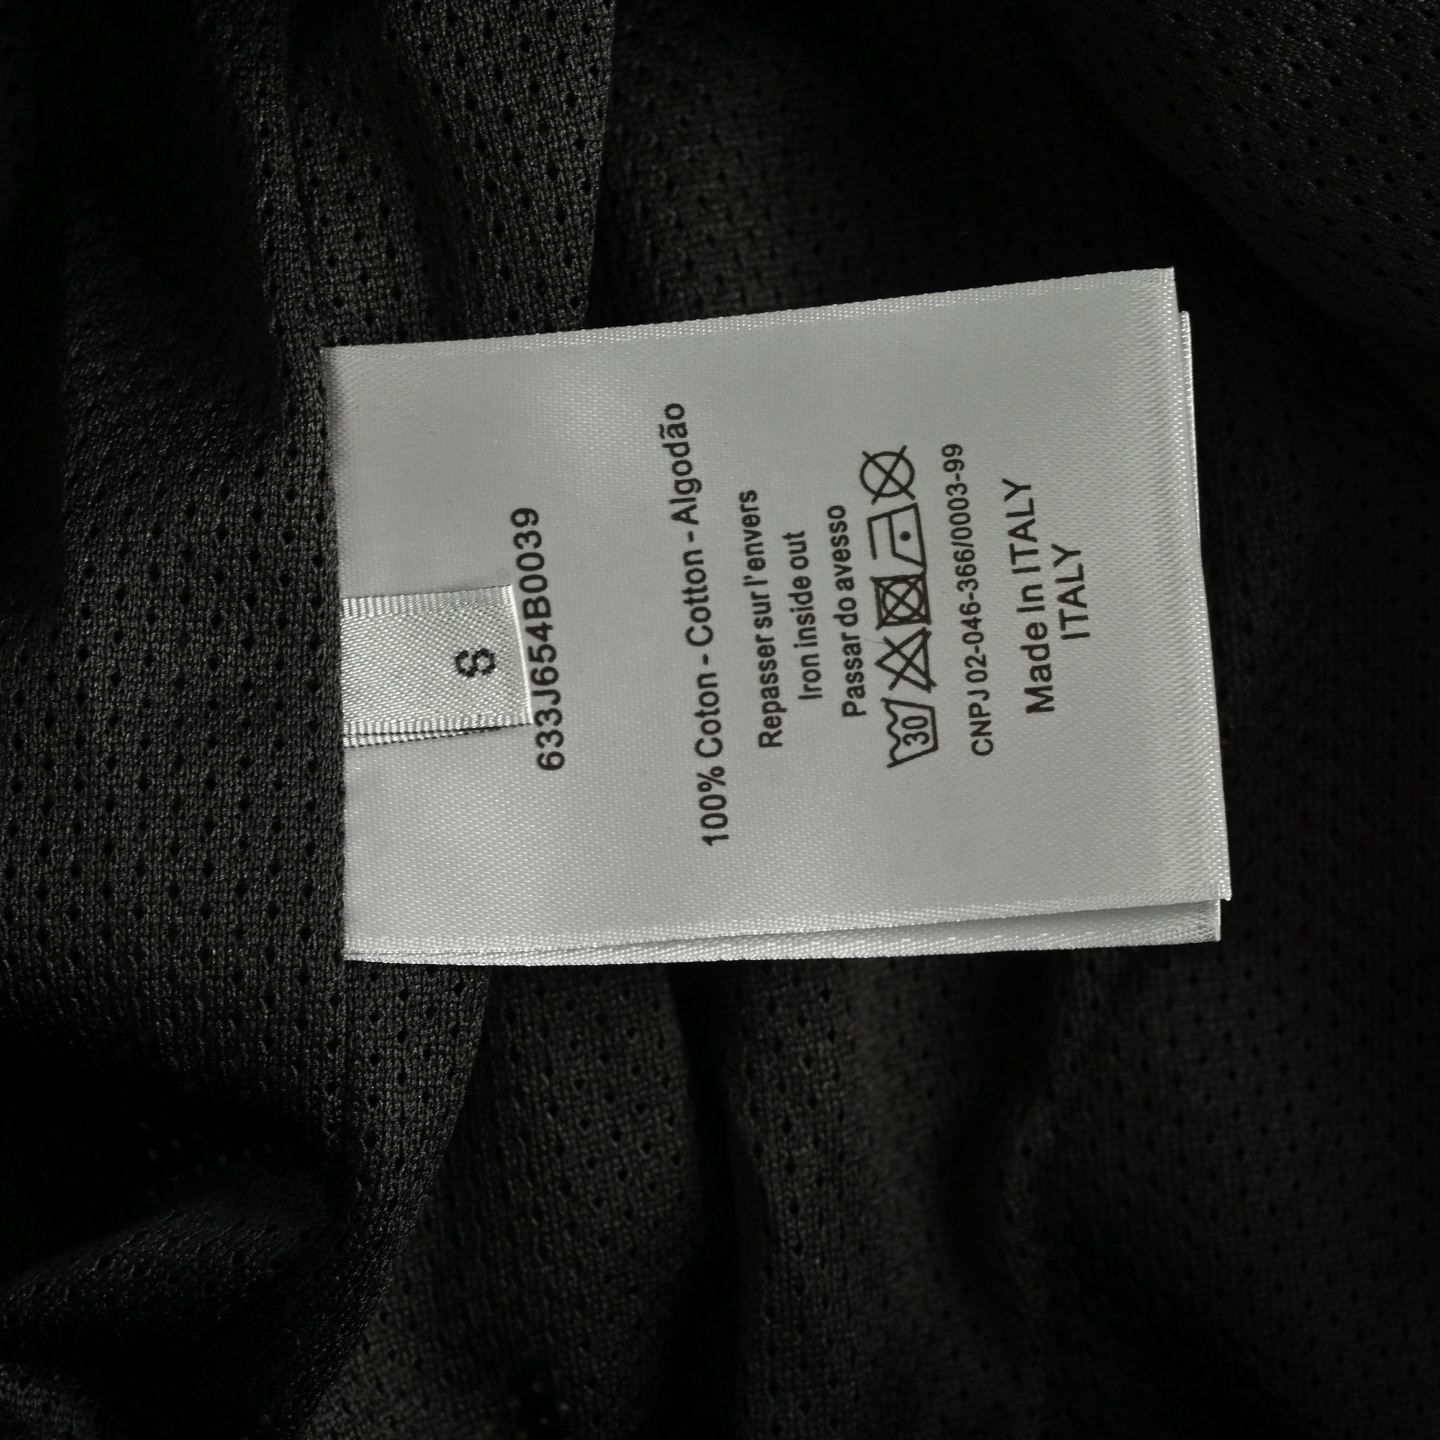 S
633J654B0039
100% Coton - Cotton - Algodão
Repasser sur l'envers
Iron inside out
Passar do avesso
30
CNPJ 02-046-366/0003-99
Made In ITALY
ITALY